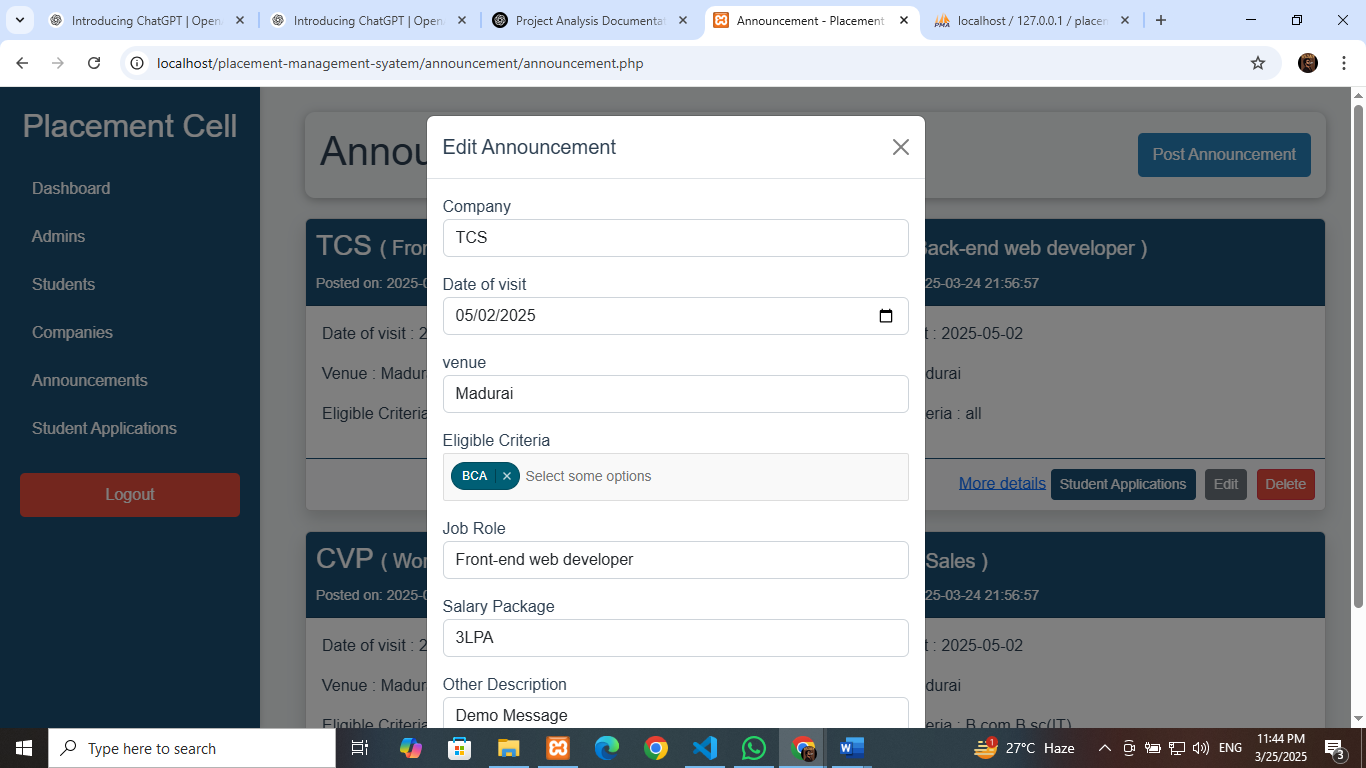 Introducing ChatGPT | Open
Introducing ChatGPT | Open
Project Analysis Documenta
Announcement - Placement
PMA
localhost / 127.0.0.1 / placem
localhost/placement-management-syatem/announcement/announcement.php
Placement Cell
Dashboard
Admins
Students
Companies
Announcements
Student Applications
Logout
Annou
Post Announcement
TCS ( Fron
Posted on: 2025-0
Date of visit : 2
Venue : Madur
Eligible Criteria
Back-end web developer )
25-03-24 21:56:57
t : 2025-05-02
durai
eria : all
More details
Student Applications
Edit
Delete
CVP ( Wor
Posted on: 2025-0
Date of visit : 2
Venue : Madur
Eligible Criteria
Sales )
25-03-24 21:56:57
t : 2025-05-02
durai
eria : B.com,B.sc(IT)
Edit Announcement
Company
TCS
Date of visit
05/02/2025
venue
Madurai
Eligible Criteria
BCA
Select some options
Job Role
Front-end web developer
Salary Package
3LPA
Other Description
Demo Message
Type here to search
1
27°C Haze
ENG
11:44 PM
3/25/2025
3